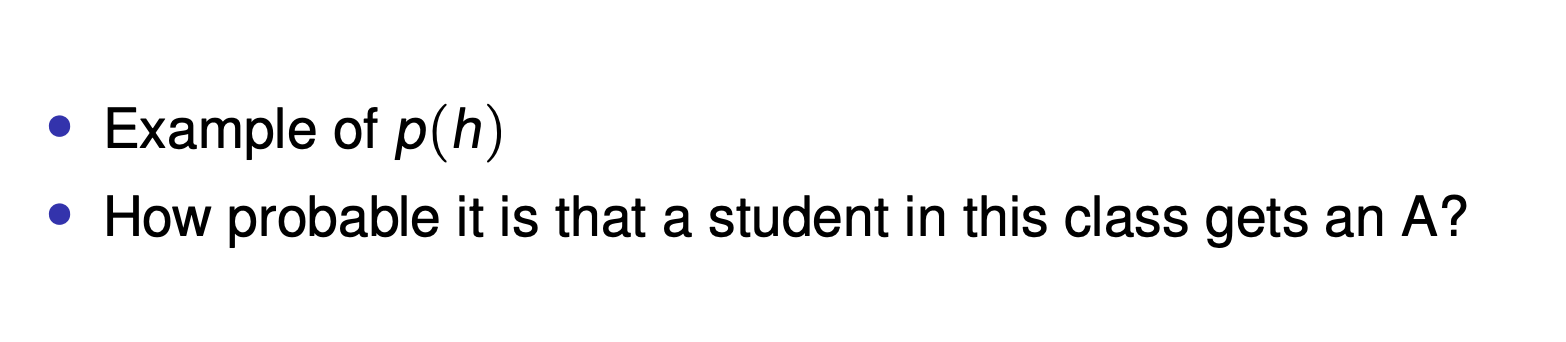 • Example of p(h)
• How probable it is that a student in this class gets an A?